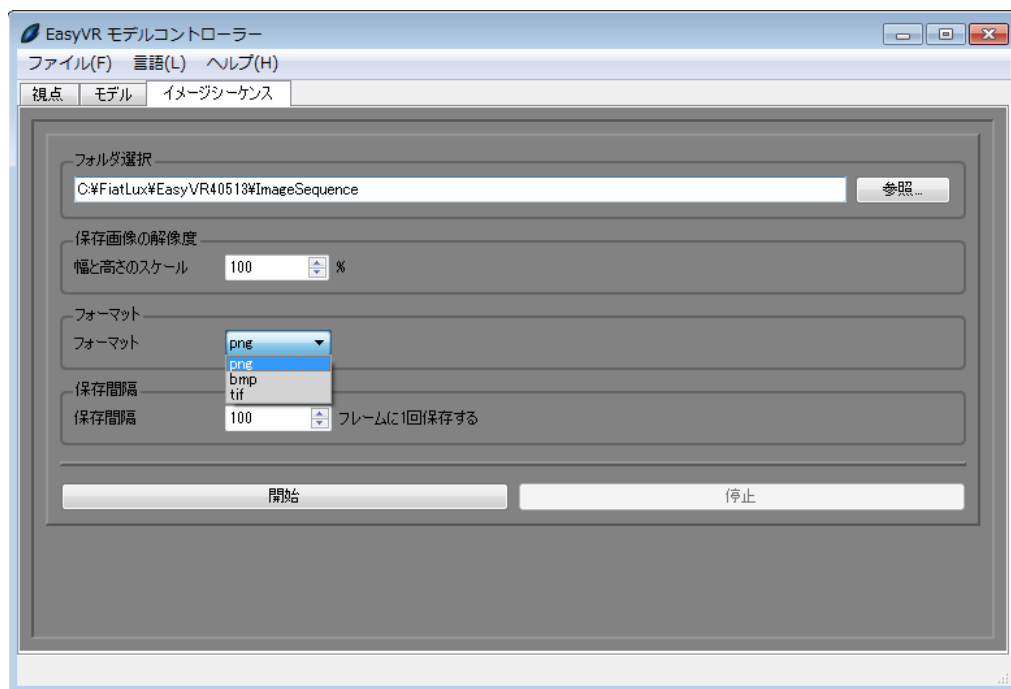 EasyVR モデルコントローラー
ファイル(F) 言語(L) ヘルプ(H)
視点 モデル イメージシーケンス
フォルダ選択
C:¥FiatLux¥EasyVR40513¥ImageSequence 参照...
保存画像の解像度
幅と高さのスケール 100 %
フォーマット
フォーマット png
png
bmp
tif
保存間隔
保存間隔 100 フレームに1回保存する
開始 停止